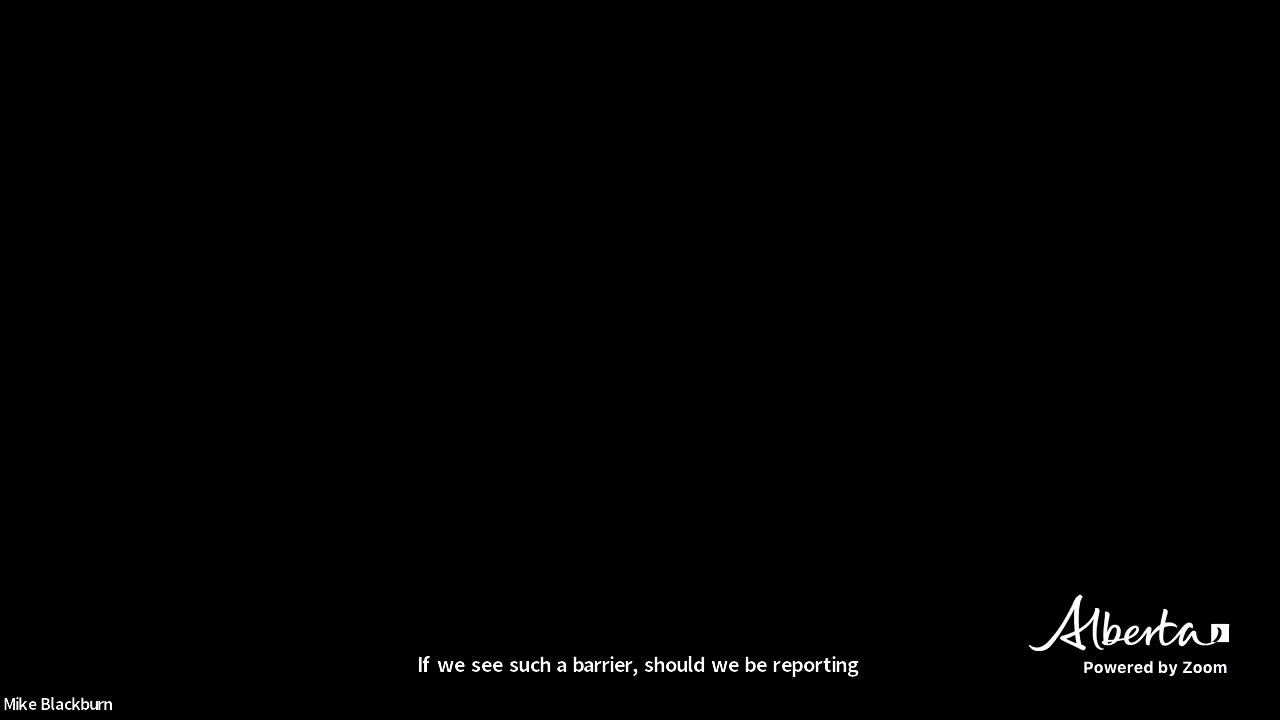 Alberta
If we see such a barrier, should we be reporting
Powered by Zoom
Mike Blackburn